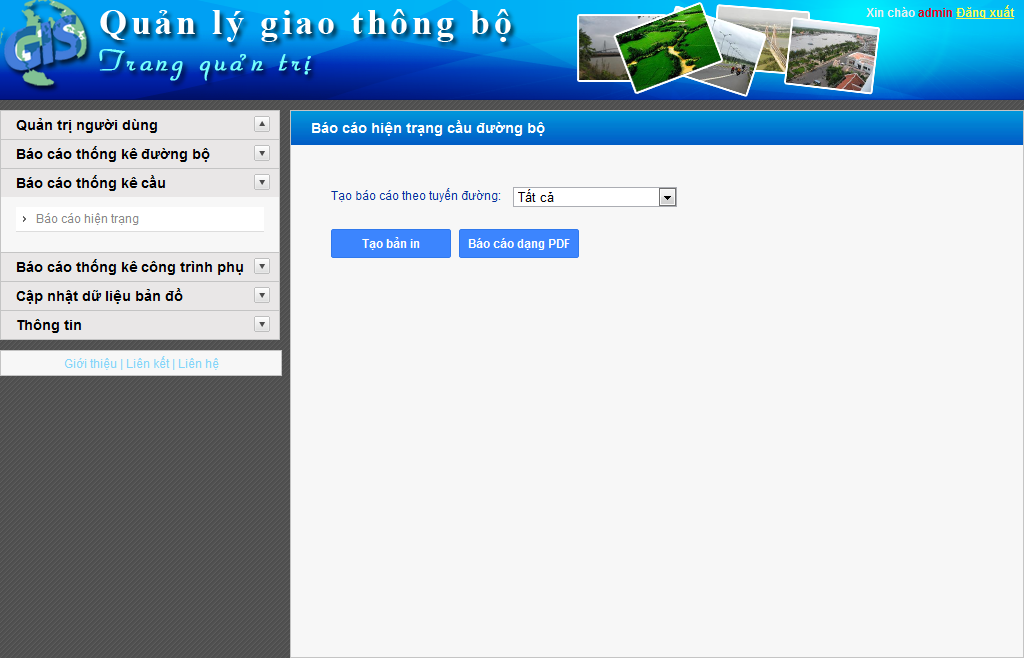 GIS
Quản lý giao thông bộ
Trang quản trị
Xin chào admin Đăng xuất
Quản trị người dùng
Báo cáo thống kê đường bộ
Báo cáo thống kê cầu
Báo cáo hiện trạng
Báo cáo thống kê công trình phụ
Cập nhật dữ liệu bản đồ
Thông tin
Giới thiệu | Liên kết | Liên hệ
Báo cáo hiện trạng cầu đường bộ
Tạo báo cáo theo tuyến đường: Tất cả
Tạo bản in Báo cáo dạng PDF